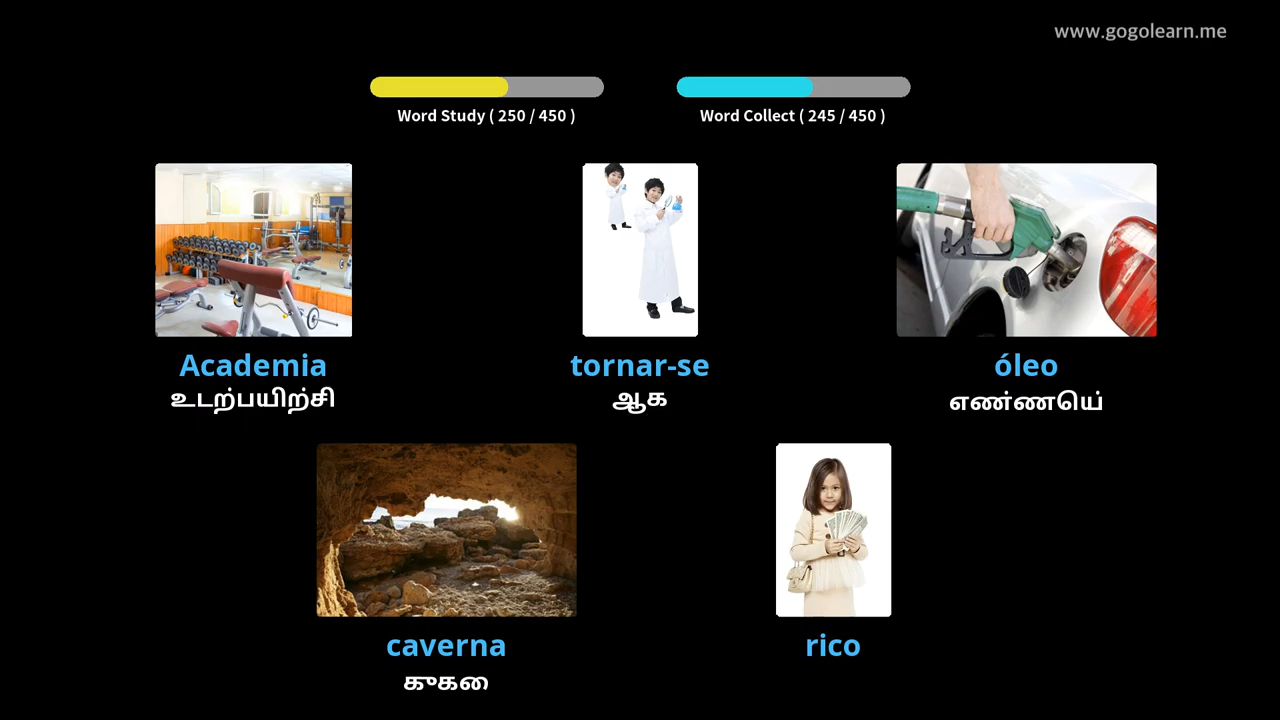 www.gogolearn.me
Word Study ( 250 / 450 )
Word Collect ( 245 / 450 )
Academia
உடற்பயிற்சி
tornar-se
ஆக
óleo
எண்ணெய்
caverna
குகை
rico